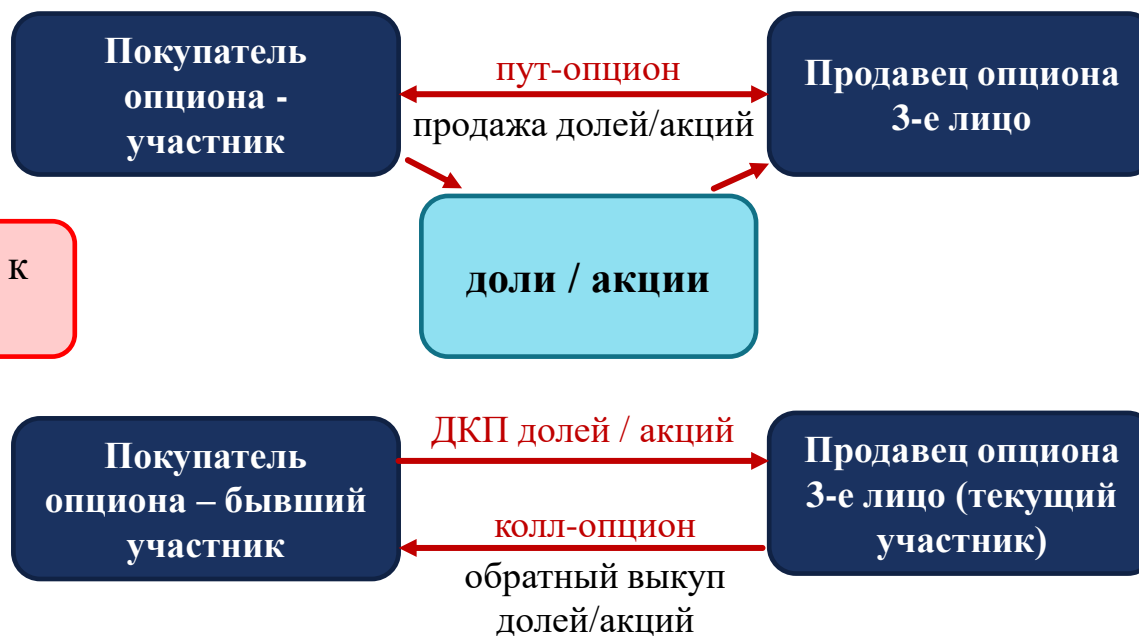 Покупатель
опциона -
участник
пут-опцион
продажа долей/акций
Продавец опциона
3-е лицо
к
доли / акции
Покупатель
опциона – бывший
участник
ДКП долей / акций
колл-опцион
обратный выкуп
долей/акций
Продавец опциона
3-е лицо (текущий
участник)